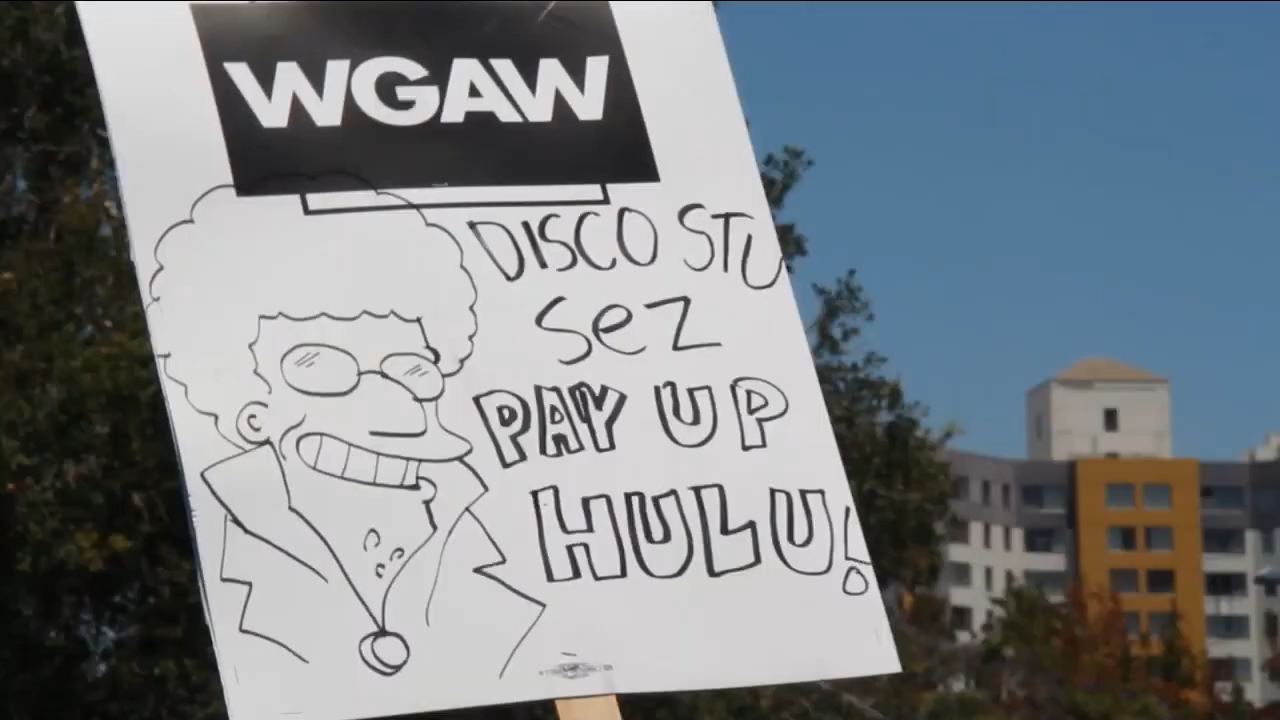 WGAW
DISCO STU
SEZ
PAY UP
HULU!